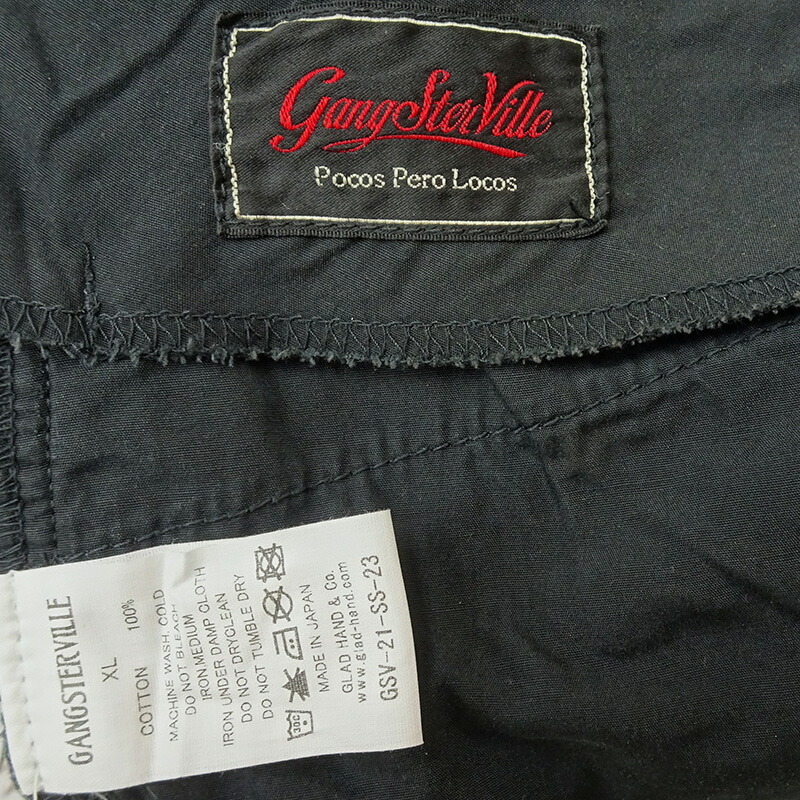 GangSterVille
Pocos Pero Locos
GANGSTERVILLE
XL
COTTON 100%
MACHINE WASH, COLD
DO NOT BLEACH
IRON, MEDIUM
IRON UNDER DAMP CLOTH
DO NOT DRYCLEAN
DO NOT TUMBLE DRY
30C
MADE IN JAPAN
GLAD HAND & Co.
www.glad-hand.com
GSV-21-SS-23